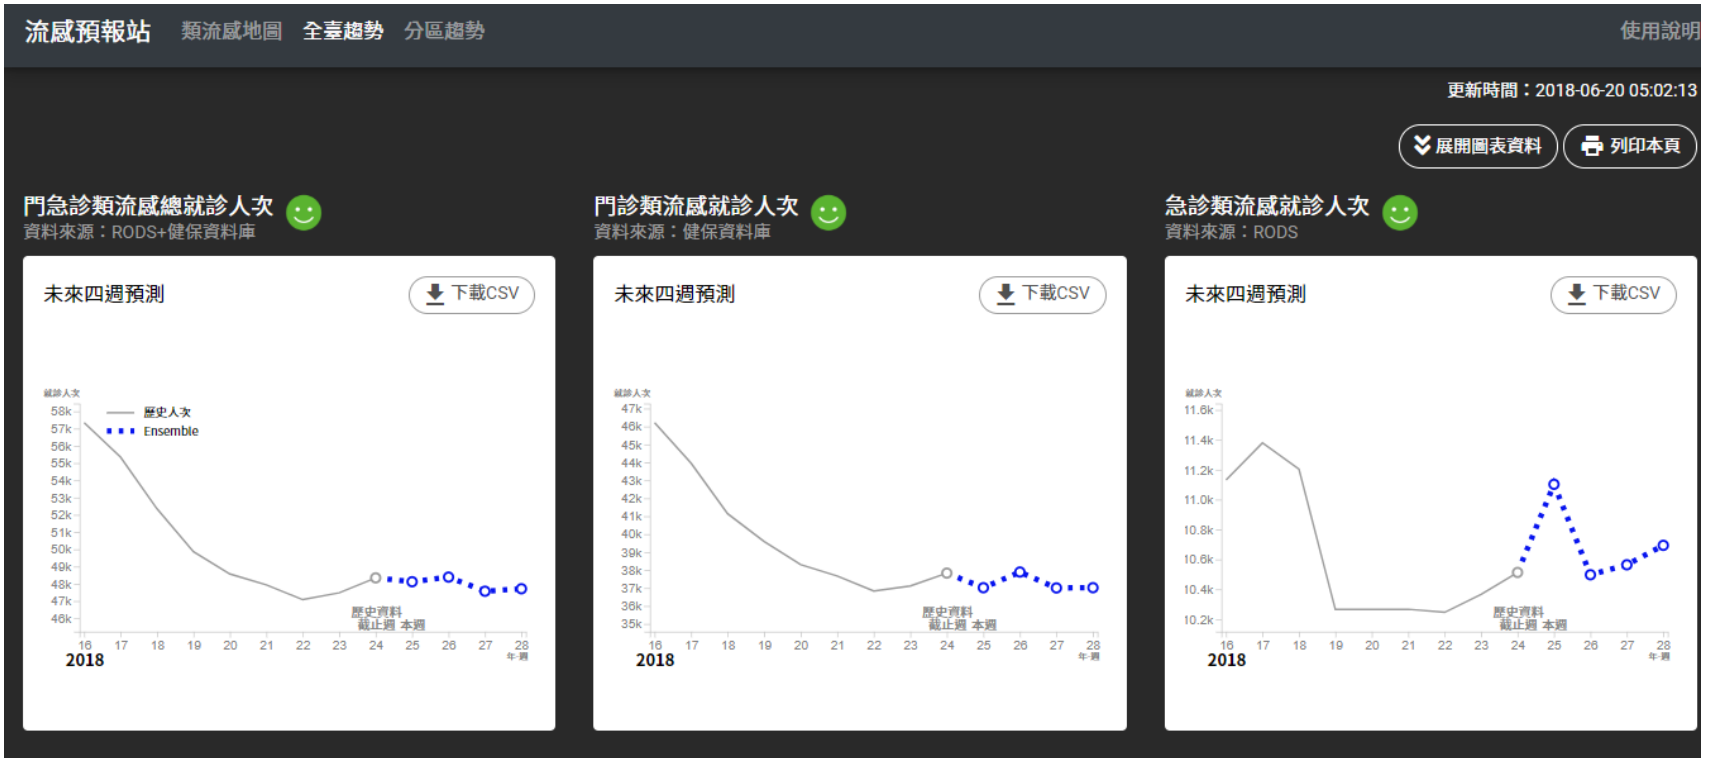 流感預報站 類流感地圖 全臺趨勢 分區趨勢 使用說明
更新時間：2018-06-20 05:02:13
展開圖表資料 列印本頁
門急診類流感總就診人次
資料來源：RODS+健保資料庫
未來四週預測 下載CSV
就診人次
58k
57k
56k
55k
54k
53k
52k
51k
50k
49k
48k
47k
46k
歷史人次
Ensemble
歷史資料
截止週 本週
16 17 18 19 20 21 22 23 24 25 26 27 28
2018 年-週
門診類流感就診人次
資料來源：健保資料庫
未來四週預測 下載CSV
就診人次
47k
46k
45k
44k
43k
42k
41k
40k
39k
38k
37k
36k
35k
歷史資料
截止週 本週
16 17 18 19 20 21 22 23 24 25 26 27 28
2018 年-週
急診類流感就診人次
資料來源：RODS
未來四週預測 下載CSV
就診人次
11.6k
11.4k
11.2k
11.0k
10.8k
10.6k
10.4k
10.2k
歷史資料
截止週 本週
16 17 18 19 20 21 22 23 24 25 26 27 28
2018 年-週